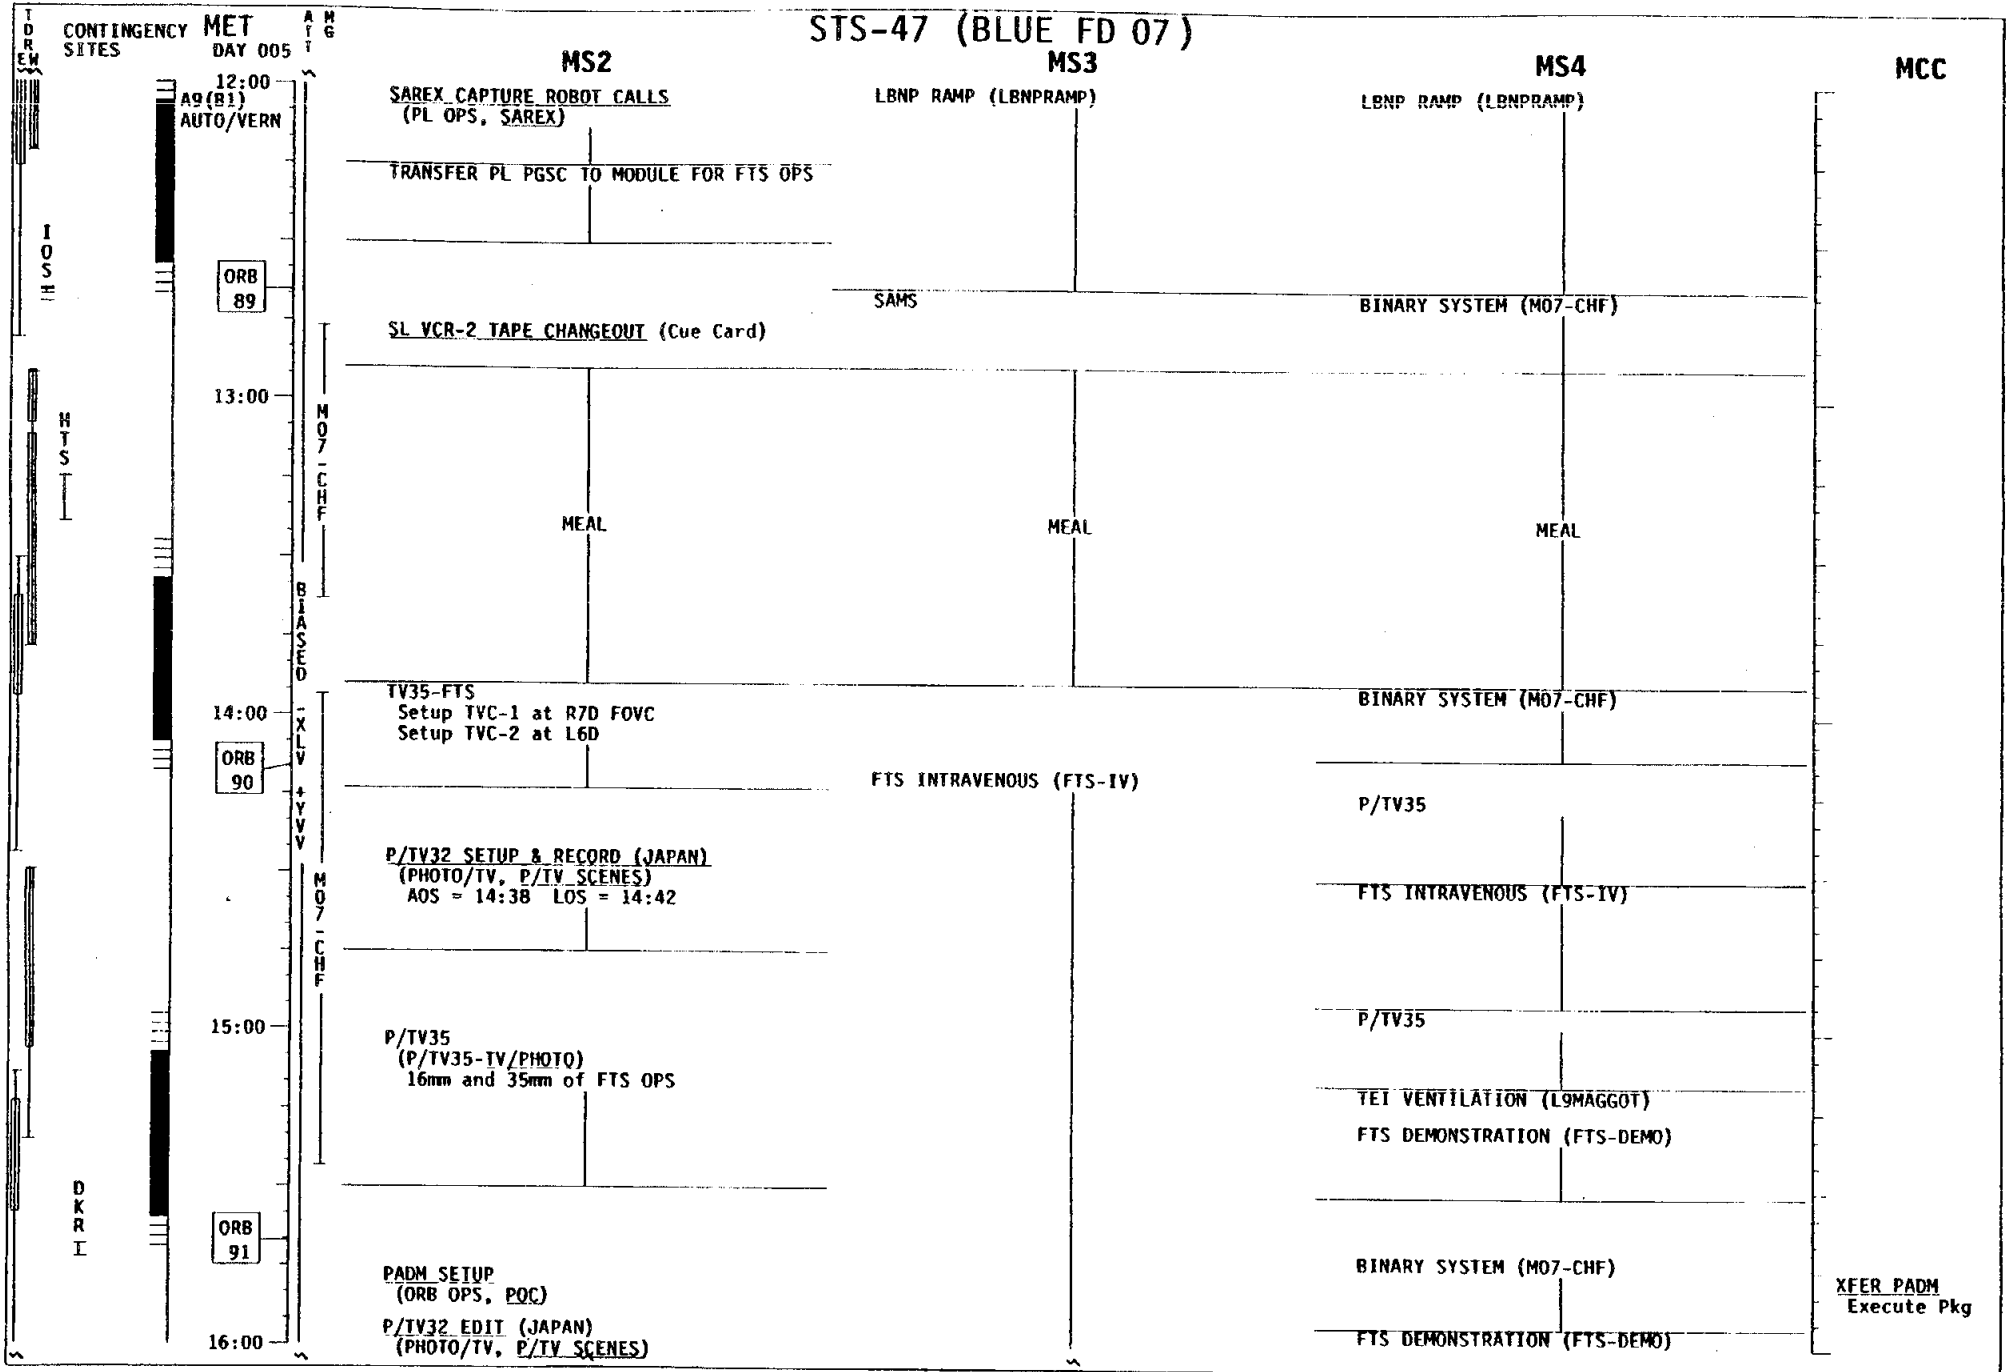 STS-47 (BLUE FD 07)
TDR
E W
CONTINGENCY SITES
MET
DAY 005
ATT
MG
MS2
MS3
MS4
MCC
12:00
A9(B1)
AUTO/VERN
IOS
ORB
89
13:00
HTS
14:00
ORB
90
15:00
DKR
ORB
91
16:00
BIASED -XLV +YVV
M07-CHF
M07-CHF
SAREX CAPTURE ROBOT CALLS
(PL OPS, SAREX)
TRANSFER PL PGSC TO MODULE FOR FTS OPS
SL VCR-2 TAPE CHANGEOUT (Cue Card)
MEAL
TV35-FTS
Setup TVC-1 at R7D FOVC
Setup TVC-2 at L6D
P/TV32 SETUP & RECORD (JAPAN)
(PHOTO/TV, P/TV SCENES)
AOS = 14:38 LOS = 14:42
P/TV35
(P/TV35-TV/PHOTO)
16mm and 35mm of FTS OPS
PADM SETUP
(ORB OPS, POC)
P/TV32 EDIT (JAPAN)
(PHOTO/TV, P/TV SCENES)
LBNP RAMP (LBNPRAMP)
SAMS
MEAL
FTS INTRAVENOUS (FTS-IV)
LBNP RAMP (LBNPRAMP)
BINARY SYSTEM (M07-CHF)
MEAL
BINARY SYSTEM (M07-CHF)
P/TV35
FTS INTRAVENOUS (FTS-IV)
P/TV35
TEI VENTILATION (L9MAGGOT)
FTS DEMONSTRATION (FTS-DEMO)
BINARY SYSTEM (M07-CHF)
FTS DEMONSTRATION (FTS-DEMO)
XFER PADM
Execute Pkg